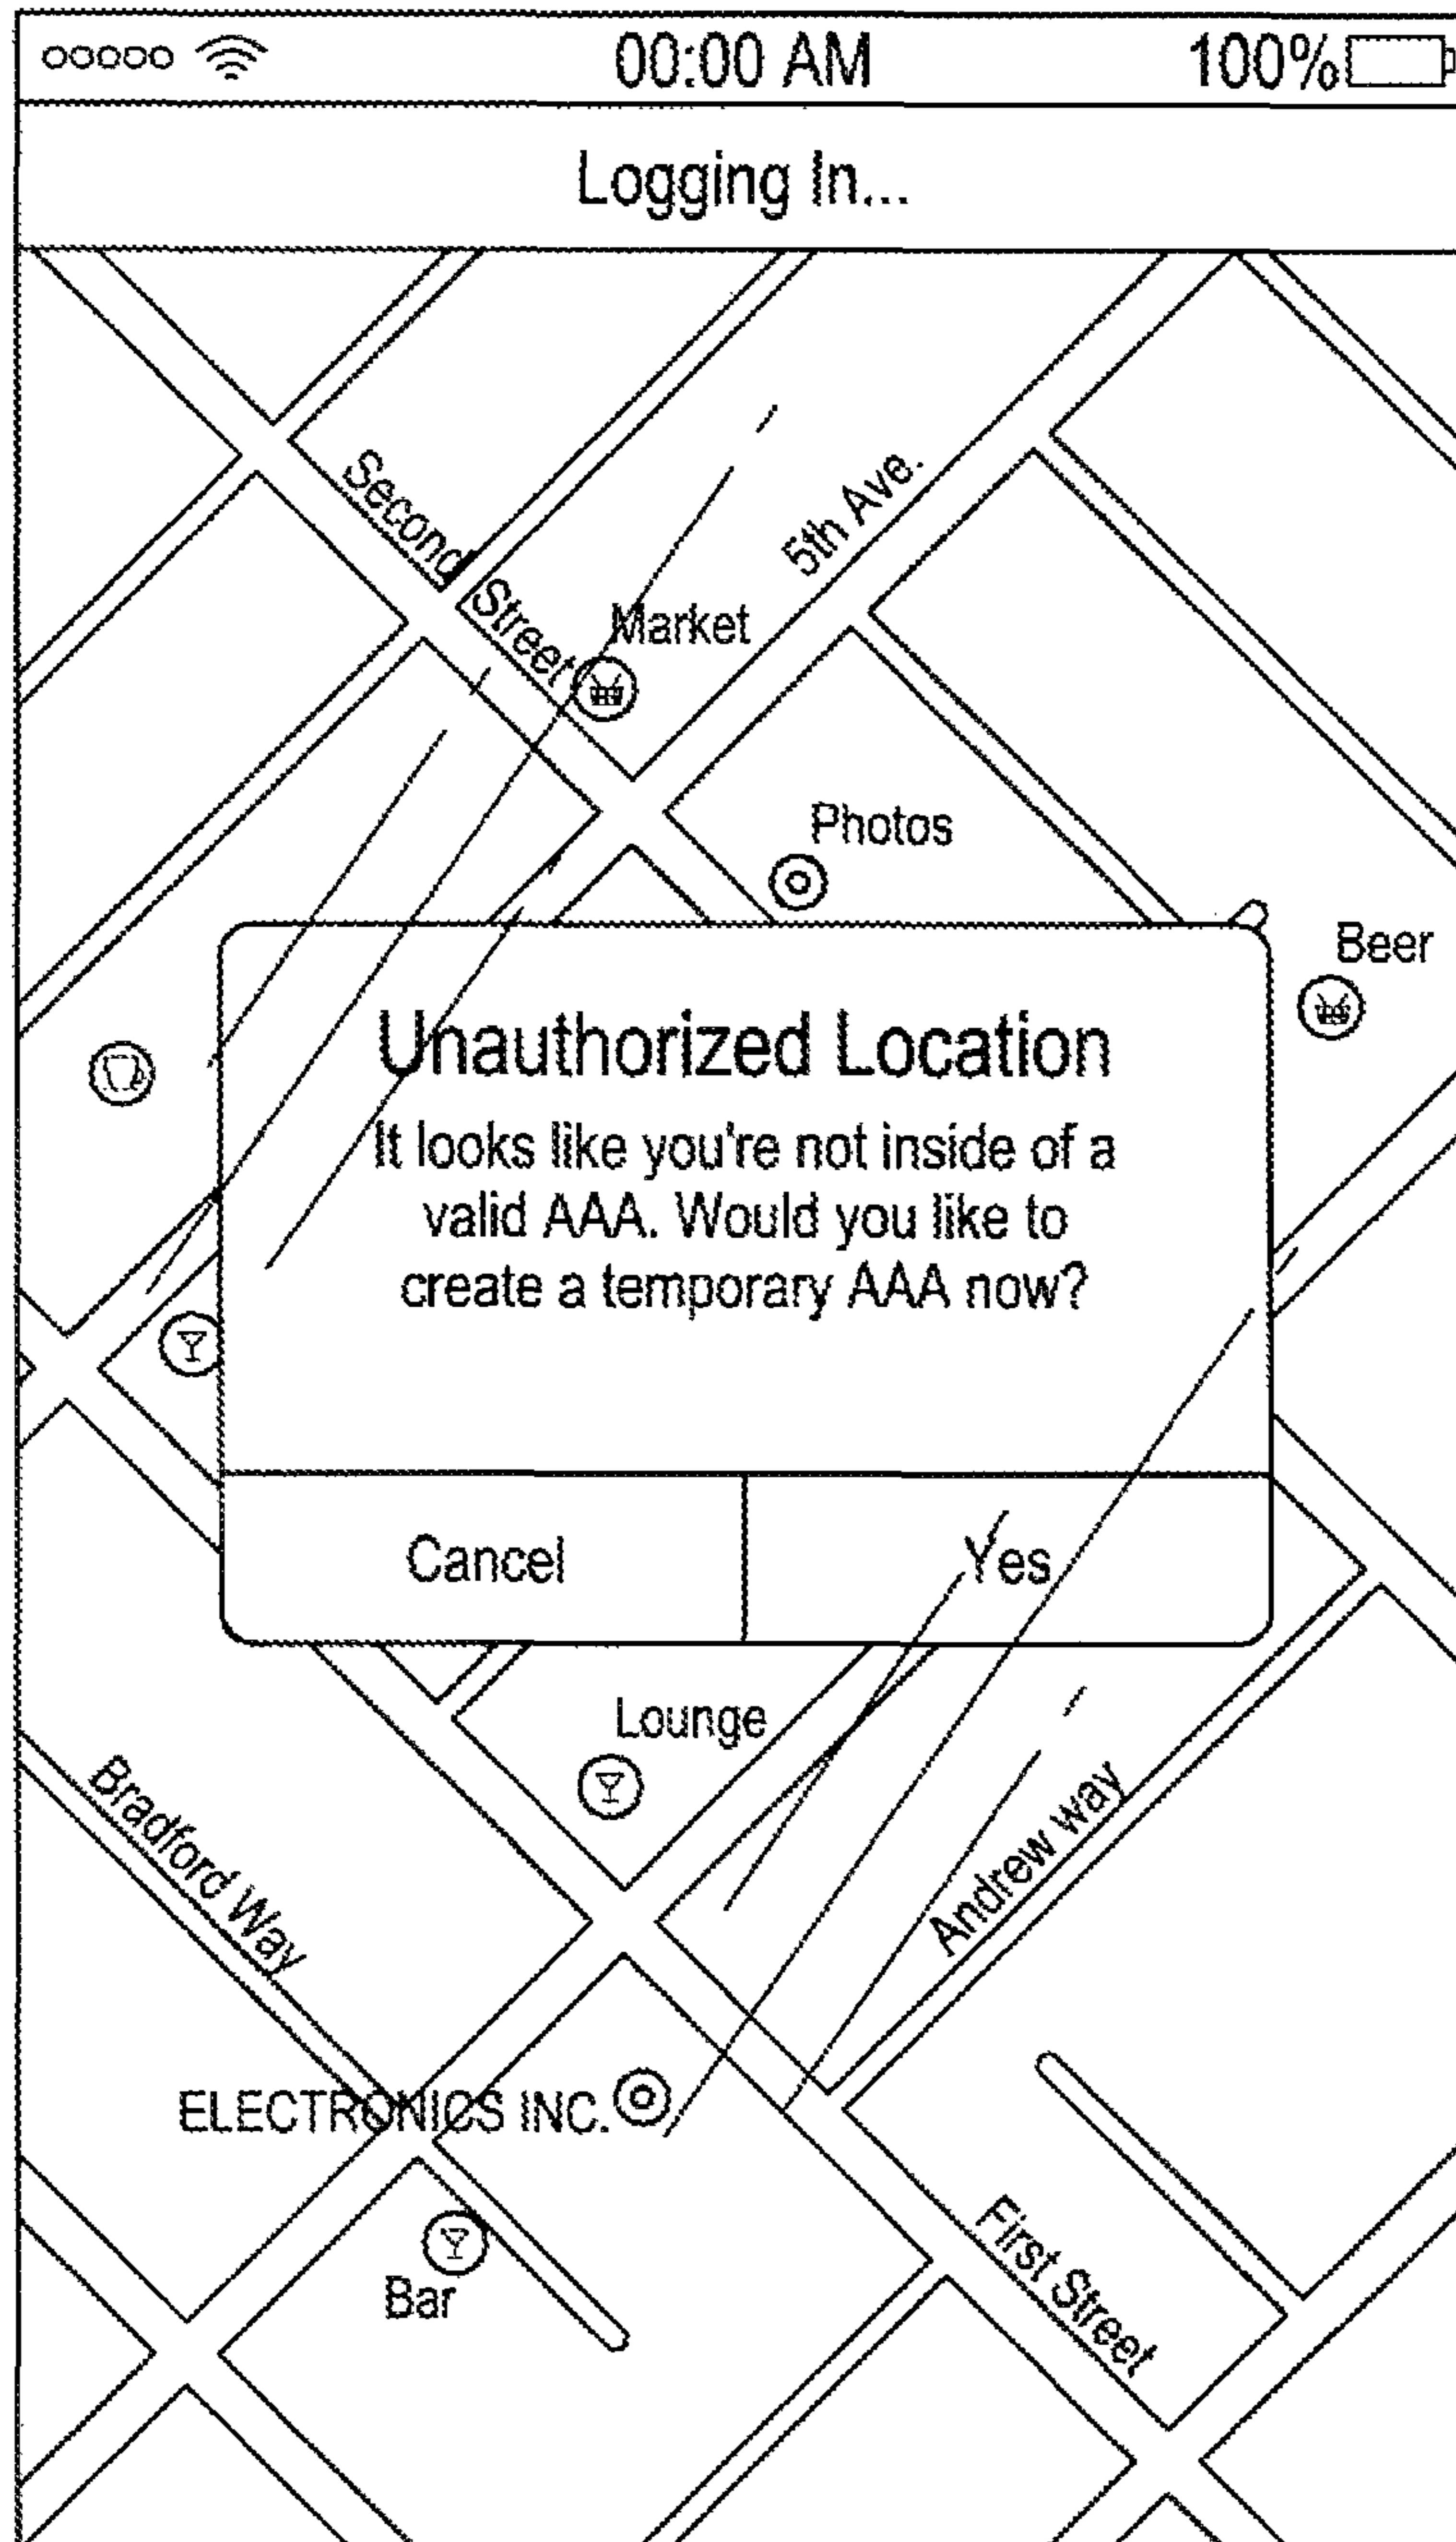 00:00 AM 100%
Logging In...
Second Street
5th Ave.
Market
Photos
Beer
Unauthorized Location
It looks like you're not inside of a
valid AAA. Would you like to
create a temporary AAA now?
Cancel Yes
Lounge
Bradford Way
Andrew way
ELECTRONICS INC.
First Street
Bar